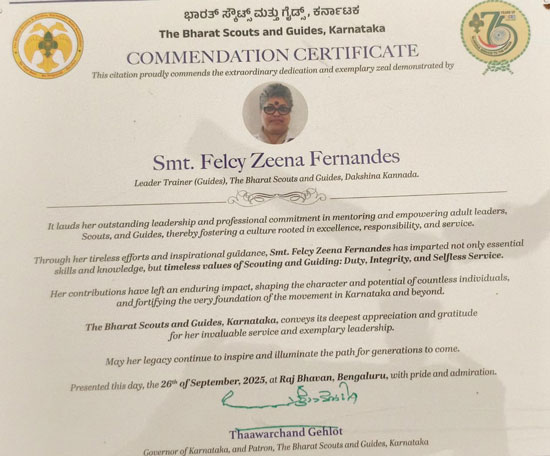 ಭಾರತ್ ಸ್ಕೌಟ್ಸ್ ಮತ್ತು ಗೈಡ್ಸ್, ಕರ್ನಾಟಕ
The Bharat Scouts and Guides, Karnataka
COMMENDATION CERTIFICATE
This citation proudly commends the extraordinary dedication and exemplary zeal demonstrated by
75
Smt. Felcy Zeena Fernandes
Leader Trainer (Guides), The Bharat Scouts and Guides, Dakshina Kannada.
It lauds her outstanding leadership and professional commitment in mentoring and empowering adult leaders,
Scouts, and Guides, thereby fostering a culture rooted in excellence, responsibility, and service.
Through her tireless efforts and inspirational guidance, Smt. Felcy Zeena Fernandes has imparted not only essential
skills and knowledge, but timeless values of Scouting and Guiding: Duty, Integrity, and Selfless Service.
Her contributions have left an enduring impact, shaping the character and potential of countless individuals,
and fortifying the very foundation of the movement in Karnataka and beyond.
The Bharat Scouts and Guides, Karnataka, conveys its deepest appreciation and gratitude
for her invaluable service and exemplary leadership.
May her legacy continue to inspire and illuminate the path for generations to come.
Presented this day, the 26th of September, 2025, at Raj Bhavan, Bengaluru, with pride and admiration.
Thaawarchand Gehlot
Governor of Karnataka, and Patron, The Bharat Scouts and Guides, Karnataka